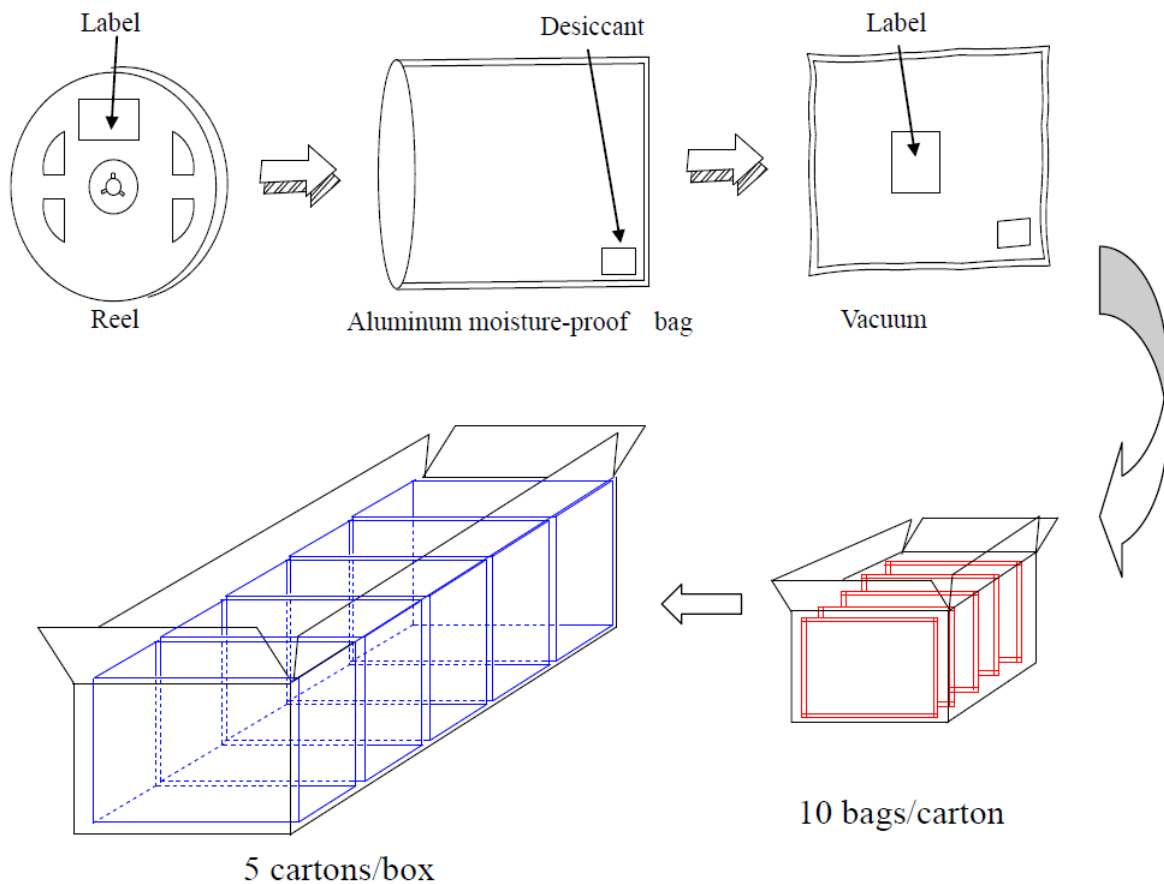 Label
Desiccant
Label
Reel
Aluminum moisture-proof bag
Vacuum
10 bags/carton
5 cartons/box